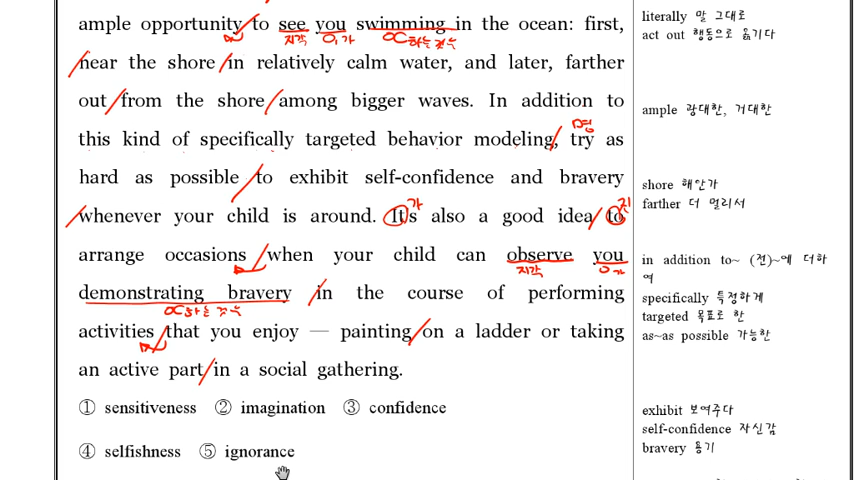 ample opportunity to see you swimming in the ocean: first,
지각 O, 가 OC 하는 것을
near the shore in relatively calm water, and later, farther
out from the shore among bigger waves. In addition to
this kind of specifically targeted behavior modeling, try as
명
hard as possible to exhibit self-confidence and bravery
whenever your child is around. It's also a good idea to
가 진
arrange occasions when your child can observe you
지각 O 가
demonstrating bravery in the course of performing
OC 하는 것을
activities that you enjoy — painting on a ladder or taking
an active part in a social gathering.
① sensitiveness ② imagination ③ confidence
④ selfishness ⑤ ignorance
literally 말 그대로
act out 행동으로 옮기다
ample 광대한, 거대한
shore 해안가
farther 더 멀리서
in addition to~ (전)~에 더하
여
specifically 특정하게
targeted 목표로 한
as~as possible 가능한
exhibit 보여주다
self-confidence 자신감
bravery 용기